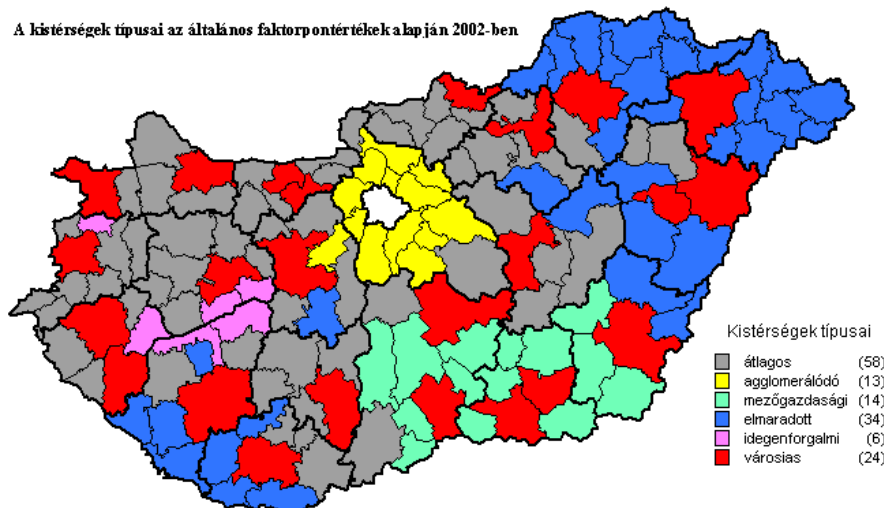 A kistérségek típusai az általános faktorpontértékek alapján 2002-ben
Kistérségek típusai
átlagos (58)
agglomerálódó (13)
mezőgazdasági (14)
elmaradott (34)
idegenforgalmi (6)
városias (24)